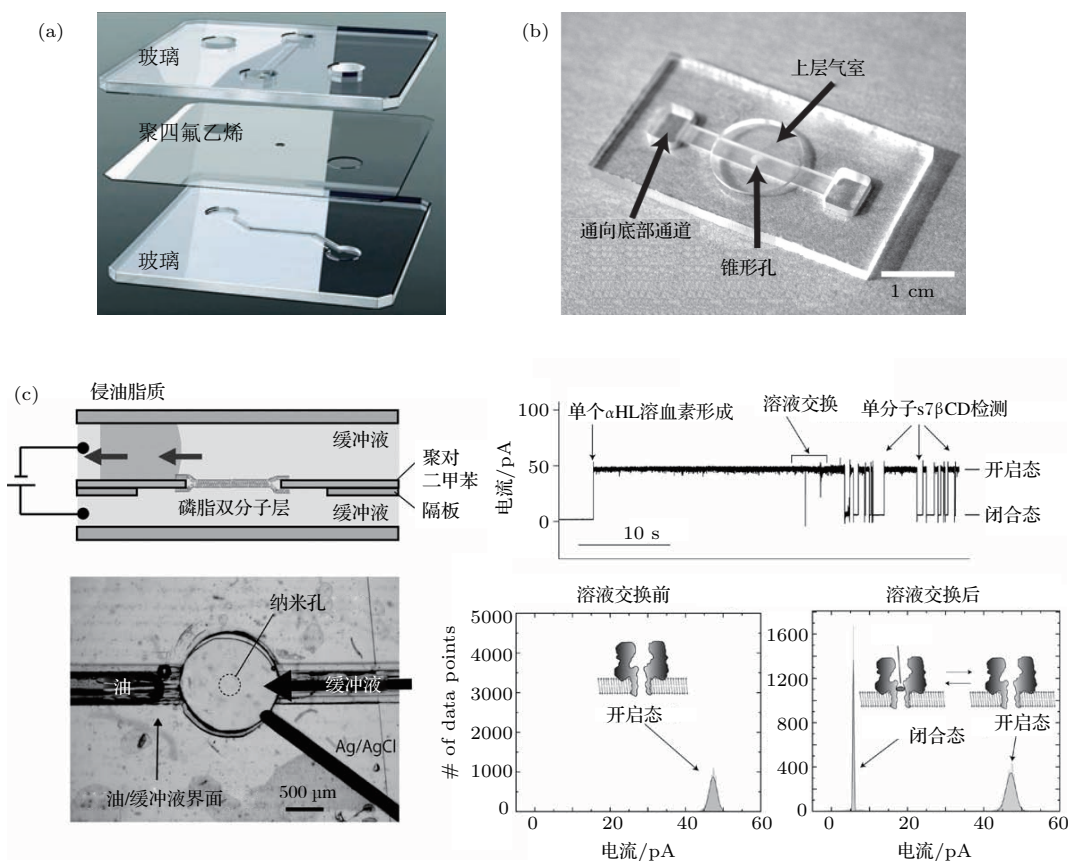 (a)
玻璃
聚四氟乙烯
玻璃
(b)
上层气室
通向底部通道
锥形孔
1 cm
(c)
侵油脂质
缓冲液
聚对
二甲苯
磷脂双分子层
缓冲液
隔板
纳米孔
油
缓冲液
Ag/AgCl
油/缓冲液界面
500 µm
电流/pA
100
50
0
单个αHL溶血素形成
溶液交换
单分子s7βCD检测
开启态
闭合态
10 s
溶液交换前
# of data points
5000
4000
3000
2000
1000
0
开启态
0
20
40
60
电流/pA
溶液交换后
1600
1200
800
400
0
闭合态
开启态
0
20
40
60
电流/pA